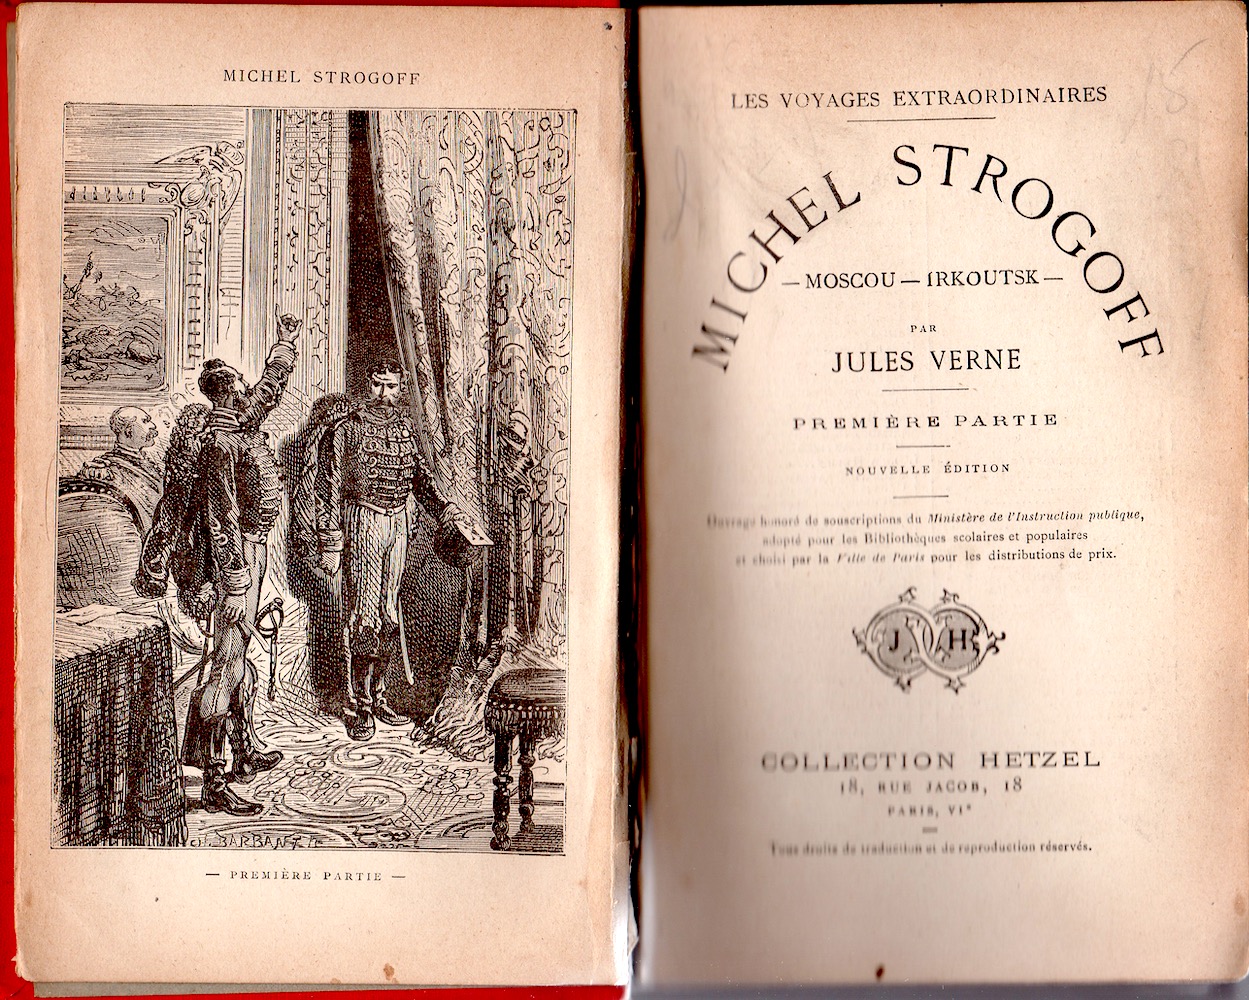 MICHEL STROGOFF
CH. BARBANT
— PREMIÈRE PARTIE —
LES VOYAGES EXTRAORDINAIRES
MICHEL STROGOFF
— MOSCOU — IRKOUTSK —
PAR
JULES VERNE
PREMIÈRE PARTIE
NOUVELLE ÉDITION
Ouvrage honoré de souscriptions du Ministère de l'Instruction publique,
adopté pour les Bibliothèques scolaires et populaires
et choisi par la Ville de Paris pour les distributions de prix.
J H
COLLECTION HETZEL
18, RUE JACOB, 18
PARIS, VIe
Tous droits de traduction et de reproduction réservés.